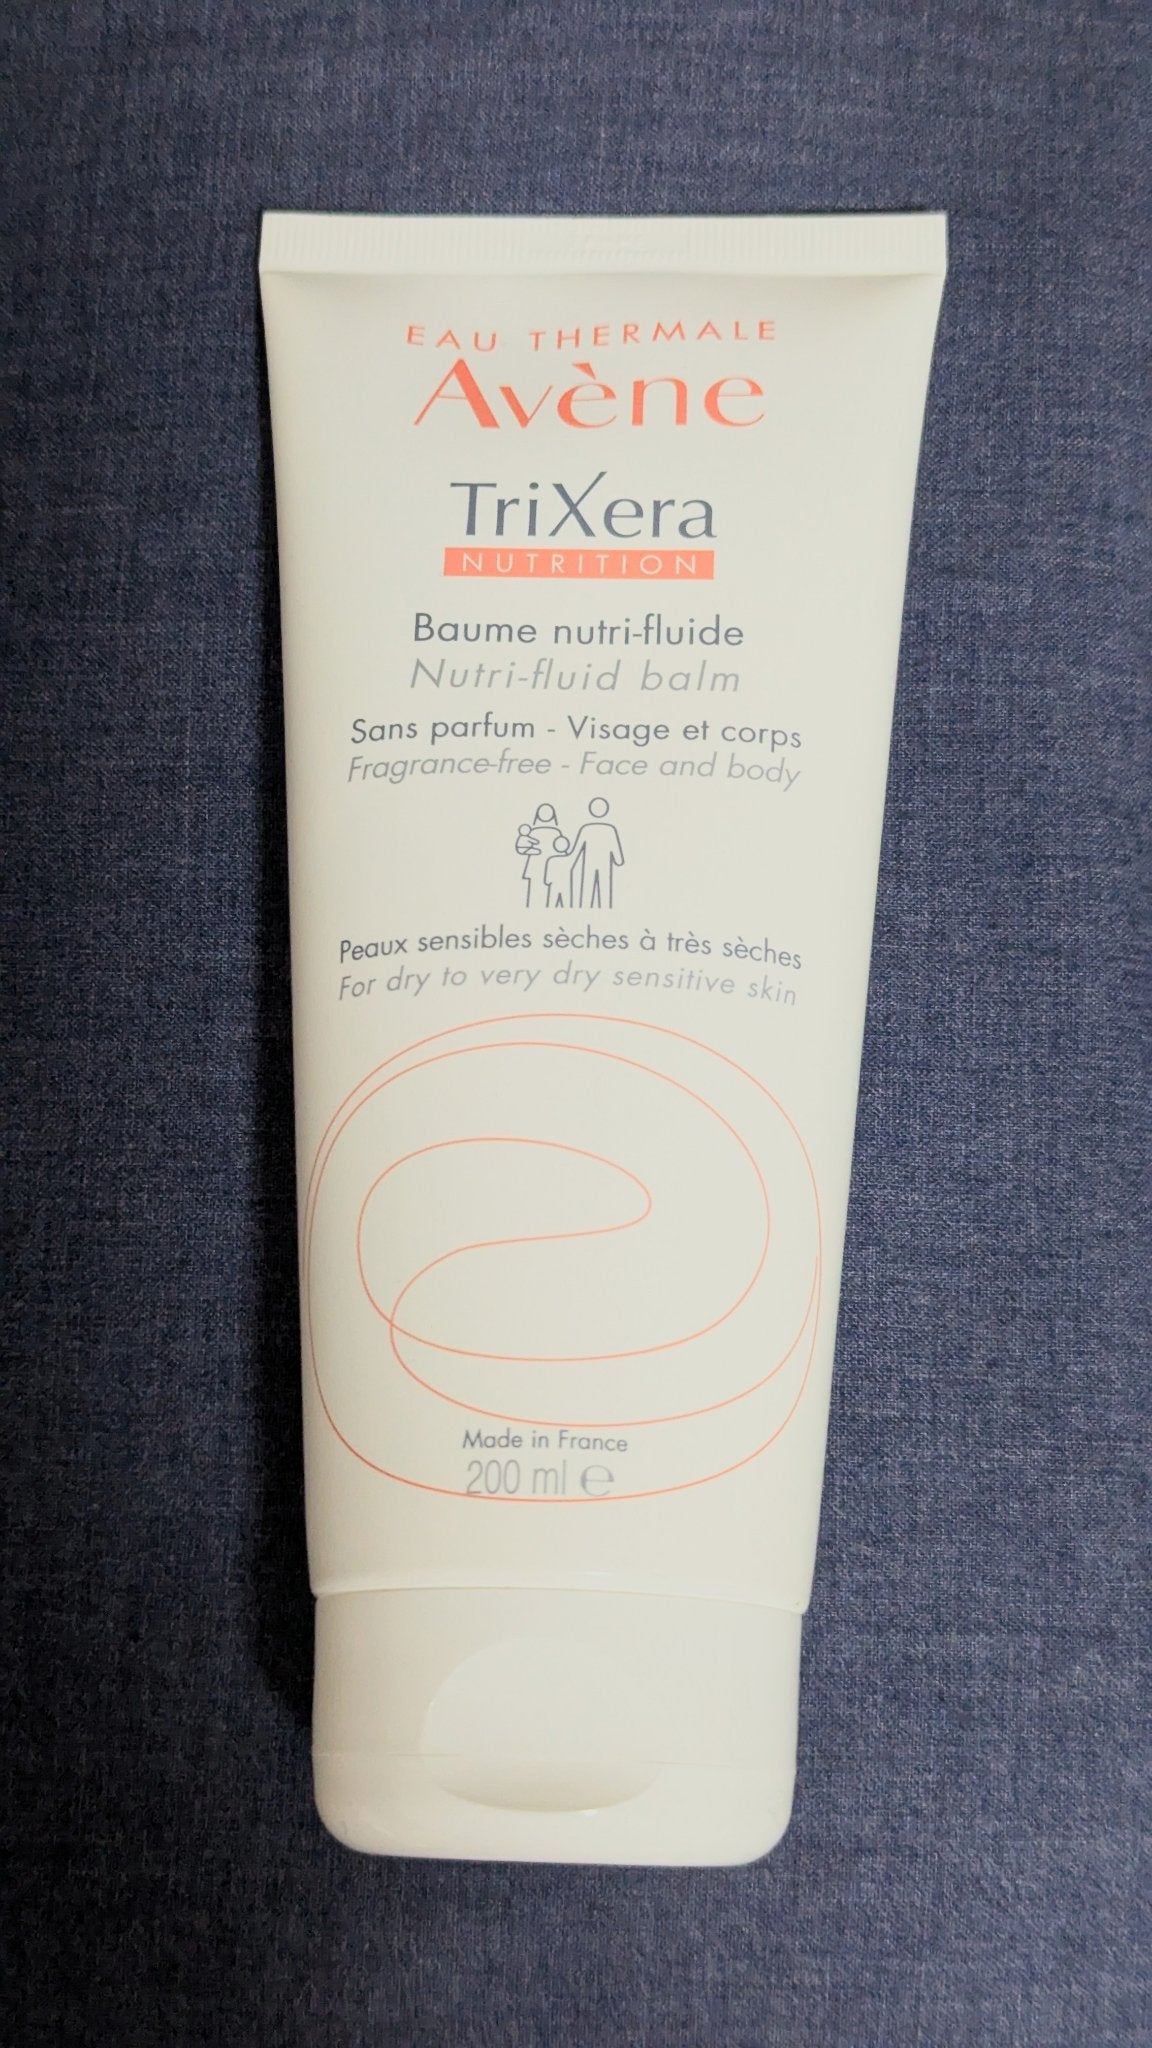 EAU THERMALE
Avène
TriXera
NUTRITION
Baume nutri-fluide
Nutri-fluid balm
Sans parfum - Visage et corps
Fragrance-free - Face and body
Peaux sensibles sèches à très sèches
For dry to very dry sensitive skin
Made in France
200 ml ℮